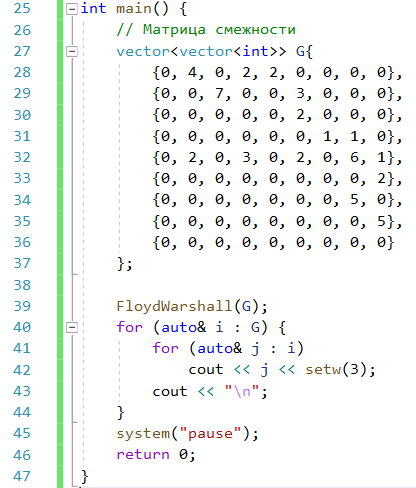 25 int main() {
26 // Матрица смежности
27 vector<vector<int>> G{
28 {0, 4, 0, 2, 2, 0, 0, 0, 0},
29 {0, 0, 7, 0, 0, 3, 0, 0, 0},
30 {0, 0, 0, 0, 0, 2, 0, 0, 0},
31 {0, 0, 0, 0, 0, 0, 1, 1, 0},
32 {0, 2, 0, 3, 0, 2, 0, 6, 1},
33 {0, 0, 0, 0, 0, 0, 0, 0, 2},
34 {0, 0, 0, 0, 0, 0, 0, 5, 0},
35 {0, 0, 0, 0, 0, 0, 0, 0, 5},
36 {0, 0, 0, 0, 0, 0, 0, 0, 0}
37 };
38
39 FloydWarshall(G);
40 for (auto& i : G) {
41 for (auto& j : i)
42 cout << j << setw(3);
43 cout << "\n";
44 }
45 system("pause");
46 return 0;
47 }